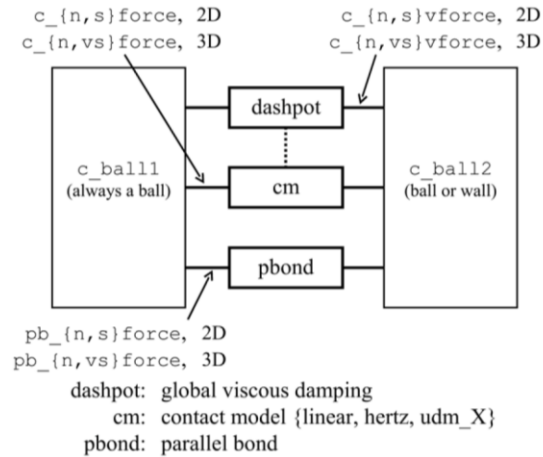 c_{n,s}force, 2D
c_{n,vs}force, 3D
c_{n,s}vforce, 2D
c_{n,vs}vforce, 3D
dashpot
c_ball1
(always a ball)
cm
c_ball2
(ball or wall)
pbond
pb_{n,s}force, 2D
pb_{n,vs}force, 3D
dashpot: global viscous damping
cm: contact model {linear, hertz, udm_X}
pbond: parallel bond